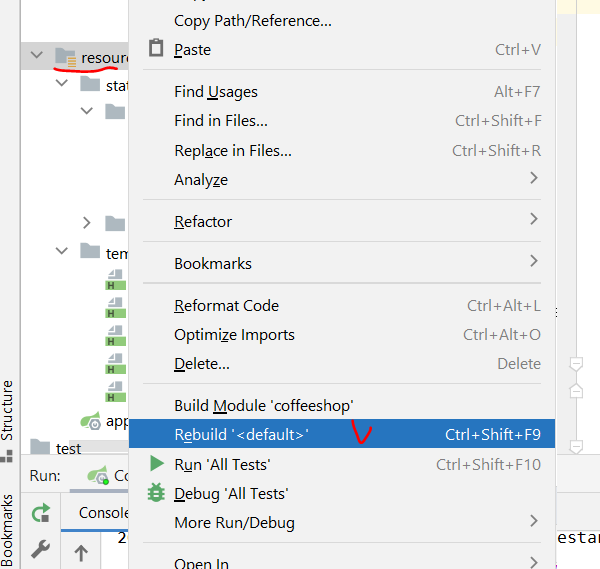 Copy Path/Reference...
resour
Paste Ctrl+V
stat
Find Usages Alt+F7
Find in Files... Ctrl+Shift+F
Replace in Files... Ctrl+Shift+R
Analyze
Refactor
tem
Bookmarks
Reformat Code Ctrl+Alt+L
Optimize Imports Ctrl+Alt+O
Delete... Delete
Build Module 'coffeeshop'
app
Rebuild '<default>' Ctrl+Shift+F9
test
Run 'All Tests' Ctrl+Shift+F10
Run: Co
Debug 'All Tests'
Console
More Run/Debug
2
estan
Open In
Structure
Bookmarks